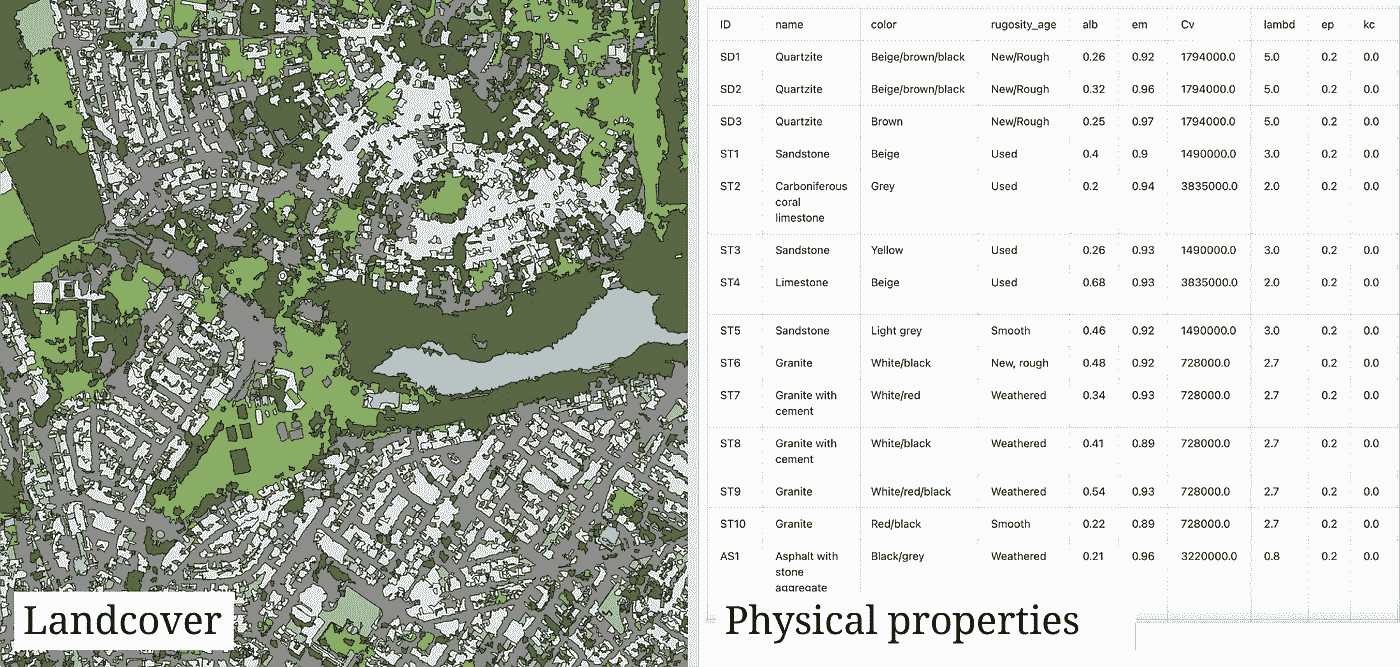 ID name color rugosity_age alb em Cv lambd ep kc
SD1 Quartzite Beige/brown/black New/Rough 0.26 0.92 1794000.0 5.0 0.2 0.0
SD2 Quartzite Beige/brown/black New/Rough 0.32 0.96 1794000.0 5.0 0.2 0.0
SD3 Quartzite Brown New/Rough 0.25 0.97 1794000.0 5.0 0.2 0.0
ST1 Sandstone Beige Used 0.4 0.9 1490000.0 3.0 0.2 0.0
ST2 Carboniferous Grey Used 0.2 0.94 3835000.0 2.0 0.2 0.0
coral
limestone
ST3 Sandstone Yellow Used 0.26 0.93 1490000.0 3.0 0.2 0.0
ST4 Limestone Beige Used 0.68 0.93 3835000.0 2.0 0.2 0.0
ST5 Sandstone Light grey Smooth 0.46 0.92 1490000.0 3.0 0.2 0.0
ST6 Granite White/black New, rough 0.48 0.92 728000.0 2.7 0.2 0.0
ST7 Granite with White/red Weathered 0.34 0.93 728000.0 2.7 0.2 0.0
cement
ST8 Granite with White/black Weathered 0.41 0.89 728000.0 2.7 0.2 0.0
cement
ST9 Granite White/red/black Weathered 0.54 0.93 728000.0 2.7 0.2 0.0
ST10 Granite Red/black Smooth 0.22 0.89 728000.0 2.7 0.2 0.0
AS1 Asphalt with Black/grey Weathered 0.21 0.96 3220000.0 0.8 0.2 0.0
stone
aggregate
Landcover
Physical properties